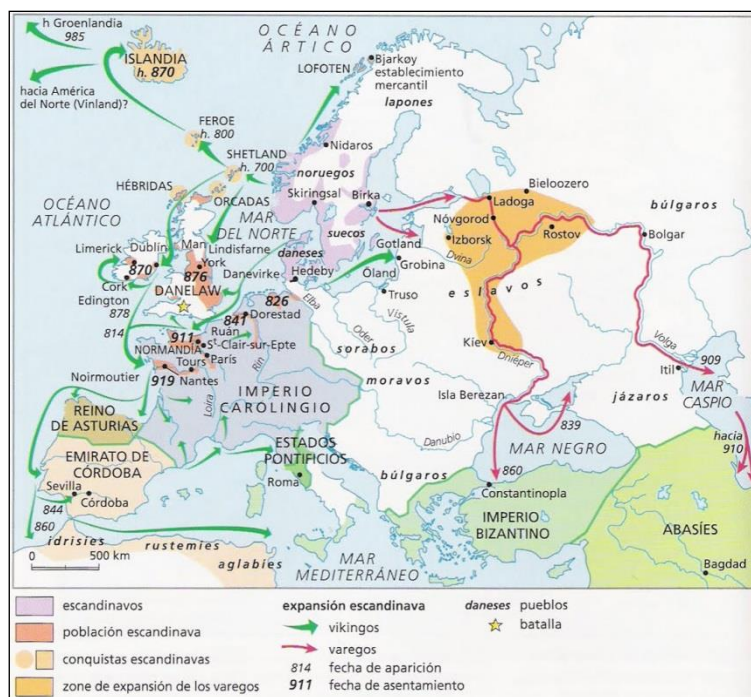 h Groenlandia
985
ISLANDIA
h. 870
hacia América
del Norte (Vinland)?
OCÉANO
ÁRTICO
LOFOTEN
Bjarkøy
establecimiento
mercantil
lapones
FEROE
h. 800
SHETLAND
h. 700
Nidaros
noruegos
HÉBRIDAS
ORCADAS
Skiringsal
Birka
suecos
OCÉANO
ATLÁNTICO
MAR
DEL NORTE
Ladoga
Bieloozero
Nóvgorod
Izborsk
Rostov
búlgaros
Bolgar
Dvina
Limerick
Dublín
Man
Lindisfarne
870
York
876
daneses
Danevirke
Hedeby
Gotland
Öland
Grobina
Cork
Edington
878
DANELAW
814
826
841
Dorestad
Elba
Truso
Vístula
Oder
eslavos
911
Ruán
NORMANDÍA
St-Clair-sur-Epte
París
Tours
Rin
sorabos
Kíev
Dniéper
Volga
909
Itil
MAR
CASPIO
Noirmoutier
919
Nantes
Loira
IMPERIO
CAROLINGIO
moravos
Isla Berezan
839
jázaros
hacia
910
REINO
DE ASTURIAS
ESTADOS
PONTIFICIOS
Danubio
MAR NEGRO
EMIRATO DE
CÓRDOBA
Roma
búlgaros
860
Constantinopla
Sevilla
Córdoba
844
860
IMPERIO
BIZANTINO
ABASÍES
idrisies
rustemies
aglabíes
MAR
MEDITERRÁNEO
Bagdad
0 500 km
escandinavos
población escandinava
conquistas escandinavas
zone de expansión de los varegos
expansión escandinava
vikingos
varegos
814 fecha de aparición
911 fecha de asentamiento
daneses pueblos
batalla